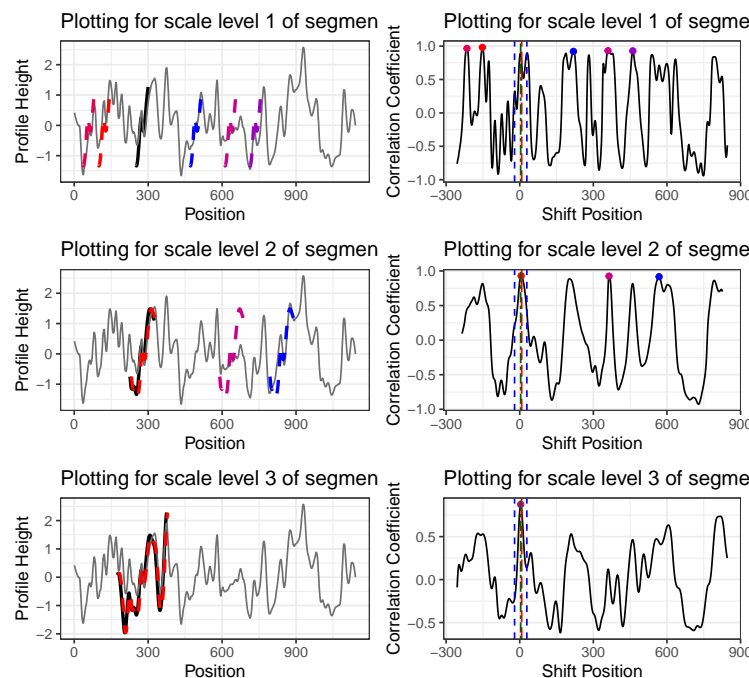 Plotting for scale level 1 of segmen
Profile Height
2
1
0
−1
0
300
600
900
Position
Plotting for scale level 1 of segme
Correlation Coefficient
1.0
0.5
0.0
−0.5
−1.0
−300
0
300
600
900
Shift Position
Plotting for scale level 2 of segmen
Profile Height
2
1
0
−1
0
300
600
900
Position
Plotting for scale level 2 of segme
Correlation Coefficient
1.0
0.5
0.0
−0.5
−1.0
−300
0
300
600
900
Shift Position
Plotting for scale level 3 of segmen
Profile Height
2
1
0
−1
−2
0
300
600
900
Position
Plotting for scale level 3 of segme
Correlation Coefficient
0.5
0.0
−0.5
−300
0
300
600
900
Shift Position